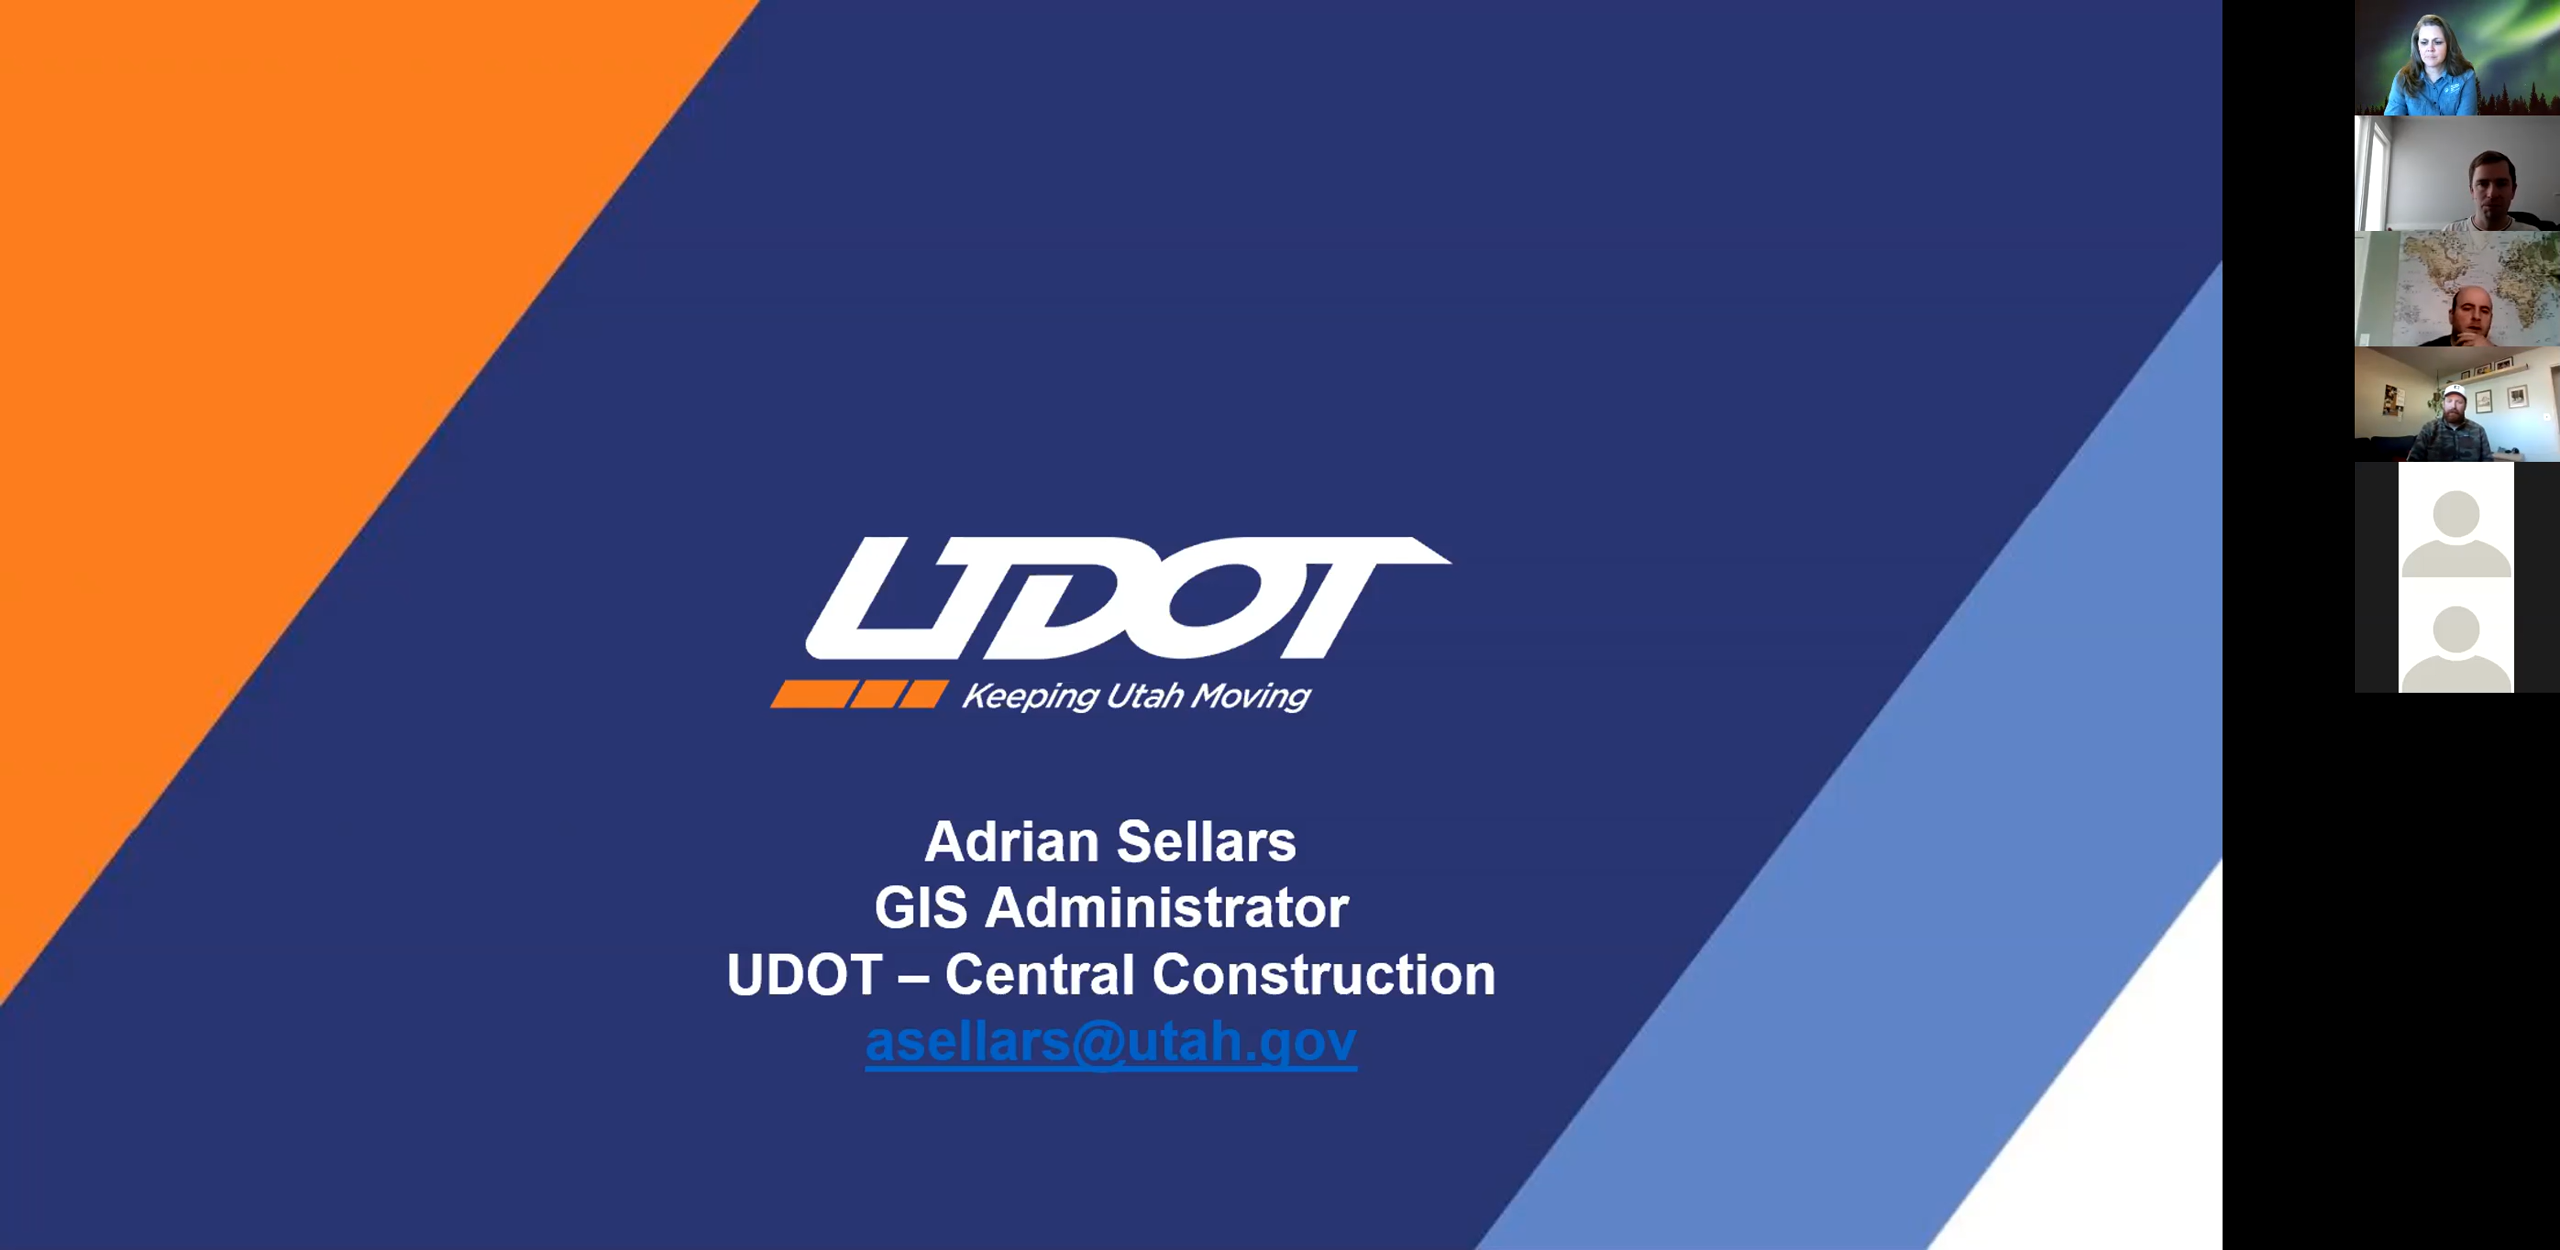 UDOT
Keeping Utah Moving
Adrian Sellars
GIS Administrator
UDOT – Central Construction
asellars@utah.gov